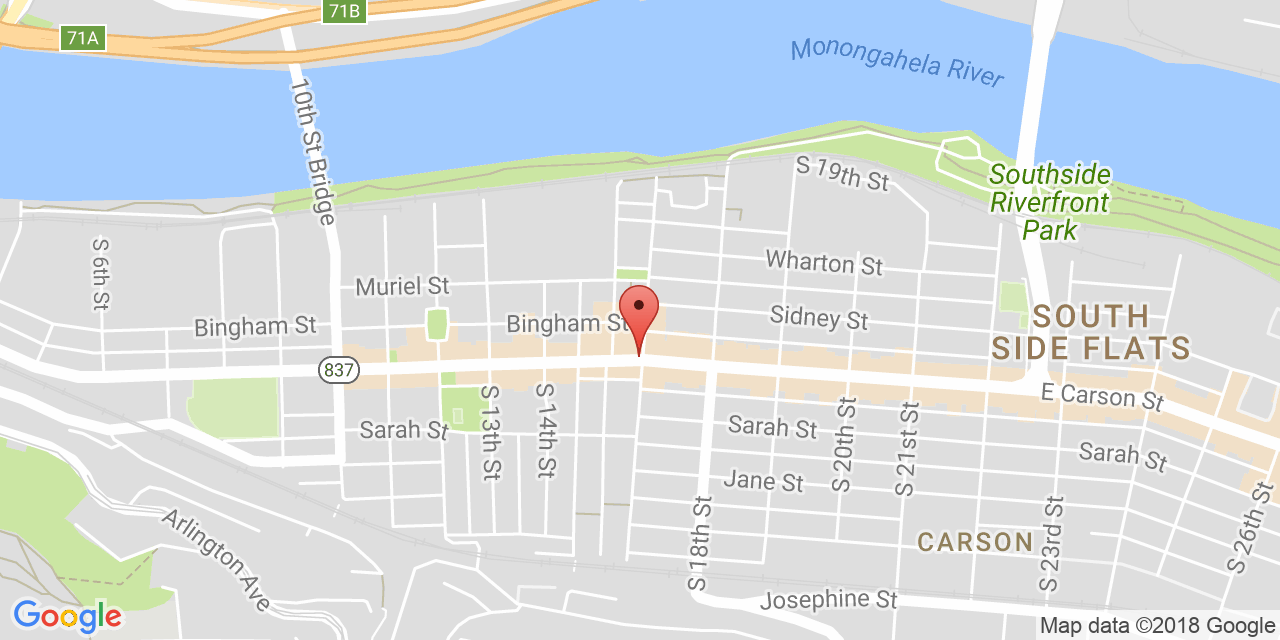 71B
71A
Monongahela River
10th St Bridge
S 19th St
Southside
Riverfront
Park
S 6th St
Wharton St
Muriel St
Bingham St
Bingham St
Sidney St
SOUTH
SIDE FLATS
837
E Carson St
S 13th St
S 14th St
Sarah St
Sarah St
S 20th St
S 21st St
Sarah St
Jane St
S 18th St
CARSON
S 23rd St
S 26th St
Arlington Ave
Josephine St
Google
Map data ©2018 Google